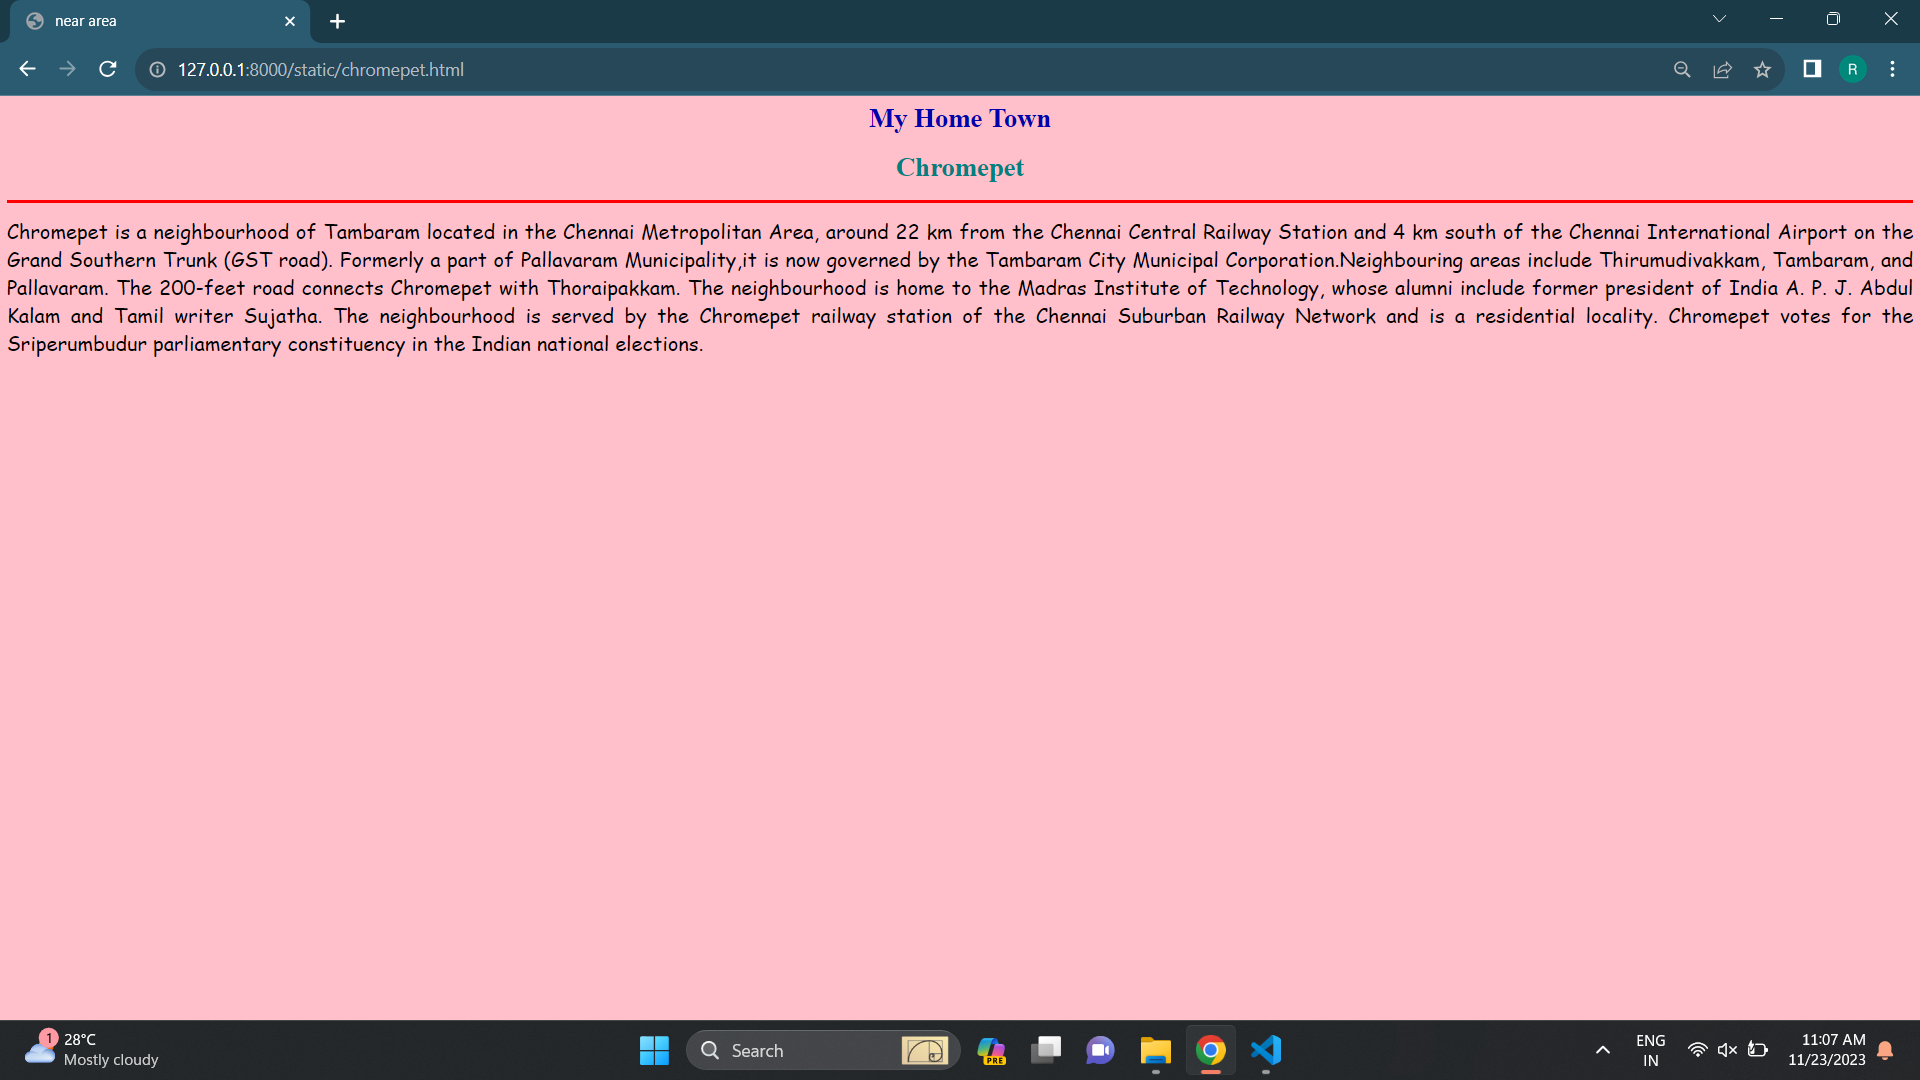 near area
127.0.0.1:8000/static/chromepet.html
R
My Home Town
Chromepet
Chromepet is a neighbourhood of Tambaram located in the Chennai Metropolitan Area, around 22 km from the Chennai Central Railway Station and 4 km south of the Chennai International Airport on the
Grand Southern Trunk (GST road). Formerly a part of Pallavaram Municipality,it is now governed by the Tambaram City Municipal Corporation.Neighbouring areas include Thirumudivakkam, Tambaram, and
Pallavaram. The 200-feet road connects Chromepet with Thoraipakkam. The neighbourhood is home to the Madras Institute of Technology, whose alumni include former president of India A. P. J. Abdul
Kalam and Tamil writer Sujatha. The neighbourhood is served by the Chromepet railway station of the Chennai Suburban Railway Network and is a residential locality. Chromepet votes for the
Sriperumbudur parliamentary constituency in the Indian national elections.
1
28°C
Mostly cloudy
Search
PRE
ENG
IN
11:07 AM
11/23/2023